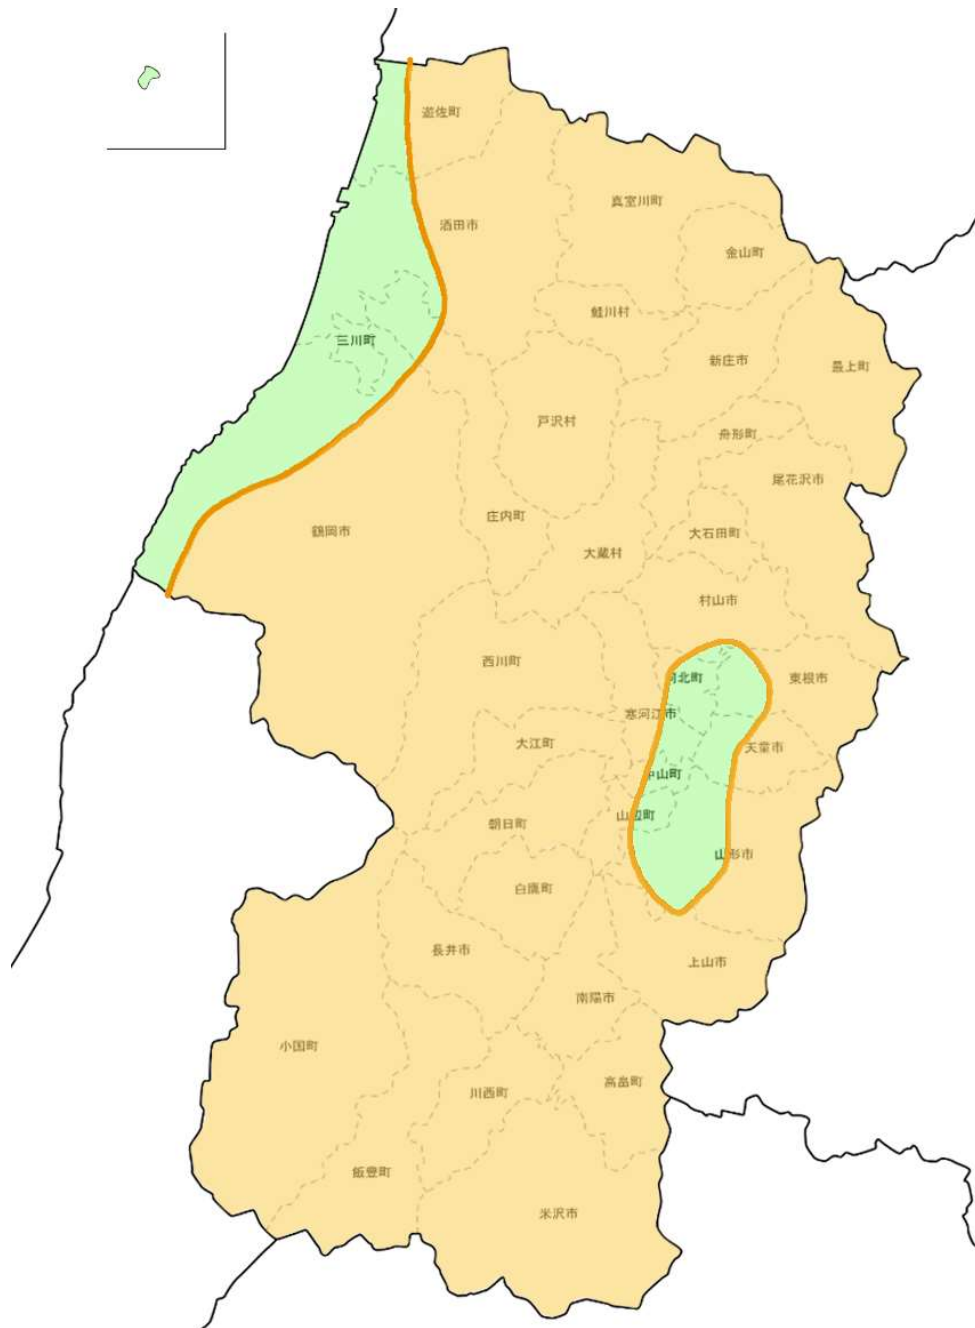 遊佐町
真室川町
酒田市
金山町
鮭川村
三川町
新庄市
最上町
戸沢村
舟形町
尾花沢市
庄内町
鶴岡市
大石田町
大蔵村
村山市
西川町
河北町
東根市
寒河江市
大江町
天童市
中山町
山辺町
朝日町
山形市
白鷹町
長井市
上山市
南陽市
小国町
高畠町
川西町
飯豊町
米沢市